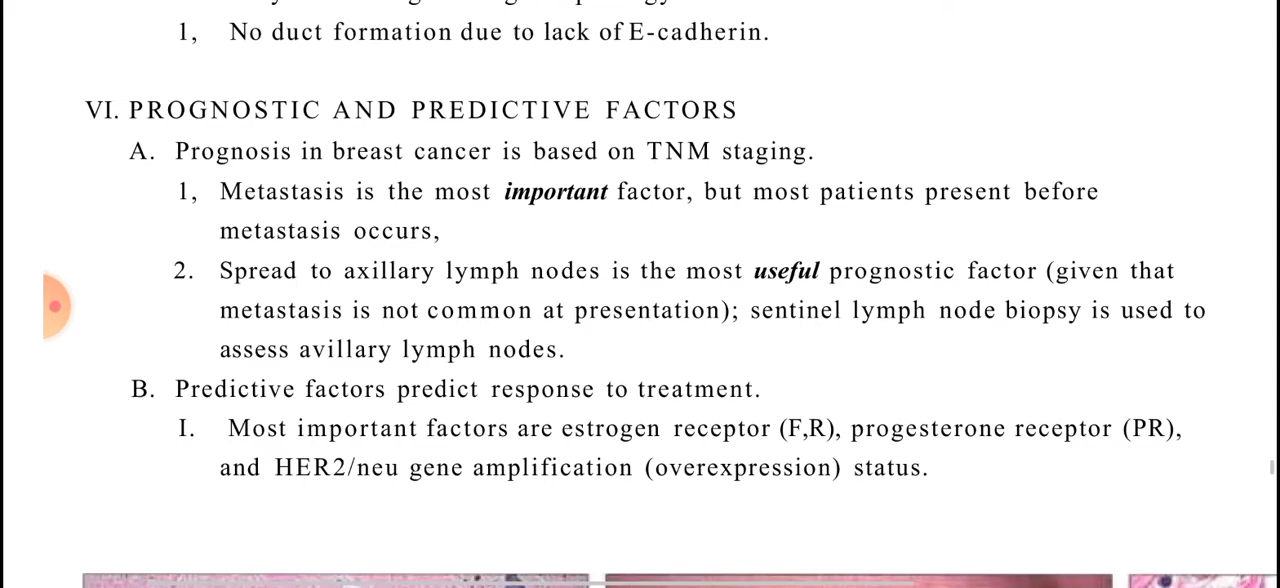 1, No duct formation due to lack of E-cadherin.
VI. PROGNOSTIC AND PREDICTIVE FACTORS
A. Prognosis in breast cancer is based on TNM staging.
1, Metastasis is the most important factor, but most patients present before
metastasis occurs,
2. Spread to axillary lymph nodes is the most useful prognostic factor (given that
metastasis is not common at presentation); sentinel lymph node biopsy is used to
assess avillary lymph nodes.
B. Predictive factors predict response to treatment.
I. Most important factors are estrogen receptor (F,R), progesterone receptor (PR),
and HER2/neu gene amplification (overexpression) status.